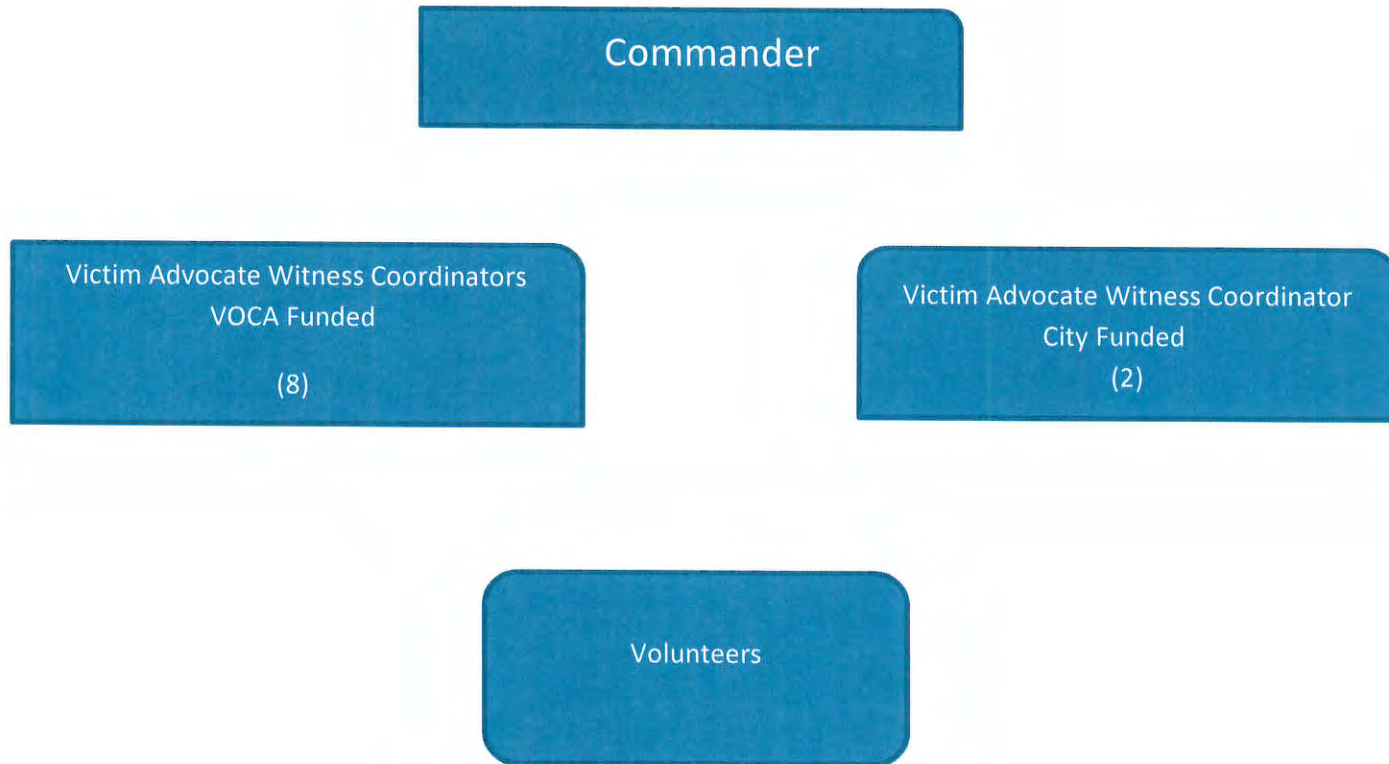 Commander
Victim Advocate Witness Coordinators
VOCA Funded
(8)
Victim Advocate Witness Coordinator
City Funded
(2)
Volunteers